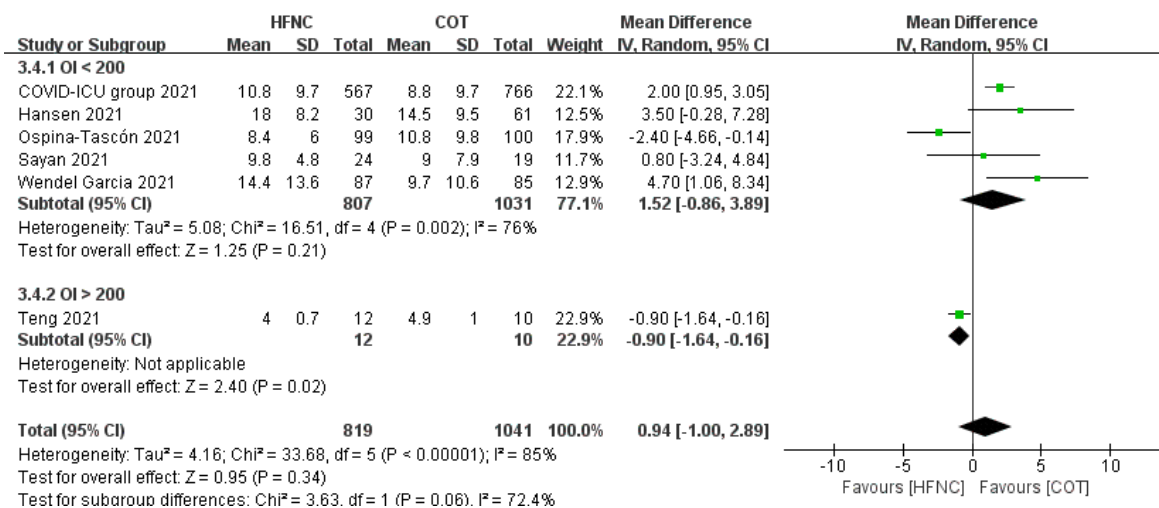 HFNC COT Mean Difference Mean Difference
Study or Subgroup Mean SD Total Mean SD Total Weight IV, Random, 95% CI IV, Random, 95% CI
3.4.1 OI < 200
COVID-ICU group 2021 10.8 9.7 567 8.8 9.7 766 22.1% 2.00 [0.95, 3.05]
Hansen 2021 18 8.2 30 14.5 9.5 61 12.5% 3.50 [-0.28, 7.28]
Ospina-Tascón 2021 8.4 6 99 10.8 9.8 100 17.9% -2.40 [-4.66, -0.14]
Sayan 2021 9.8 4.8 24 9 7.9 19 11.7% 0.80 [-3.24, 4.84]
Wendel Garcia 2021 14.4 13.6 87 9.7 10.6 85 12.9% 4.70 [1.06, 8.34]
Subtotal (95% CI) 807 1031 77.1% 1.52 [-0.86, 3.89]
Heterogeneity: Tau² = 5.08; Chi² = 16.51, df = 4 (P = 0.002); I² = 76%
Test for overall effect: Z = 1.25 (P = 0.21)
3.4.2 OI > 200
Teng 2021 4 0.7 12 4.9 1 10 22.9% -0.90 [-1.64, -0.16]
Subtotal (95% CI) 12 10 22.9% -0.90 [-1.64, -0.16]
Heterogeneity: Not applicable
Test for overall effect: Z = 2.40 (P = 0.02)
Total (95% CI) 819 1041 100.0% 0.94 [-1.00, 2.89]
Heterogeneity: Tau² = 4.16; Chi² = 33.68, df = 5 (P < 0.00001); I² = 85%
Test for overall effect: Z = 0.95 (P = 0.34)
Test for subgroup differences: Chi² = 3.63, df = 1 (P = 0.06), I² = 72.4%
-10 -5 0 5 10
Favours [HFNC] Favours [COT]